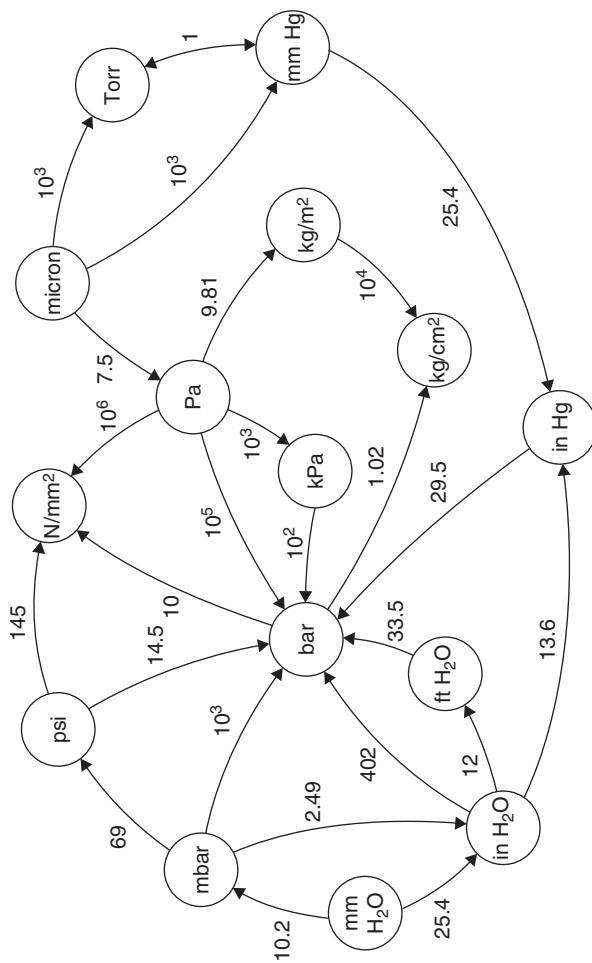 micron
10³
Torr
1
mm Hg
10³
7.5
Pa
9.81
kg/m²
10⁴
kg/cm²
25.4
in Hg
10⁶
N/mm²
10³
kPa
10⁵
10²
1.02
29.5
145
10
bar
33.5
ft H₂O
13.6
psi
14.5
10³
402
12
69
mbar
2.49
in H₂O
10.2
mm
H₂O
25.4